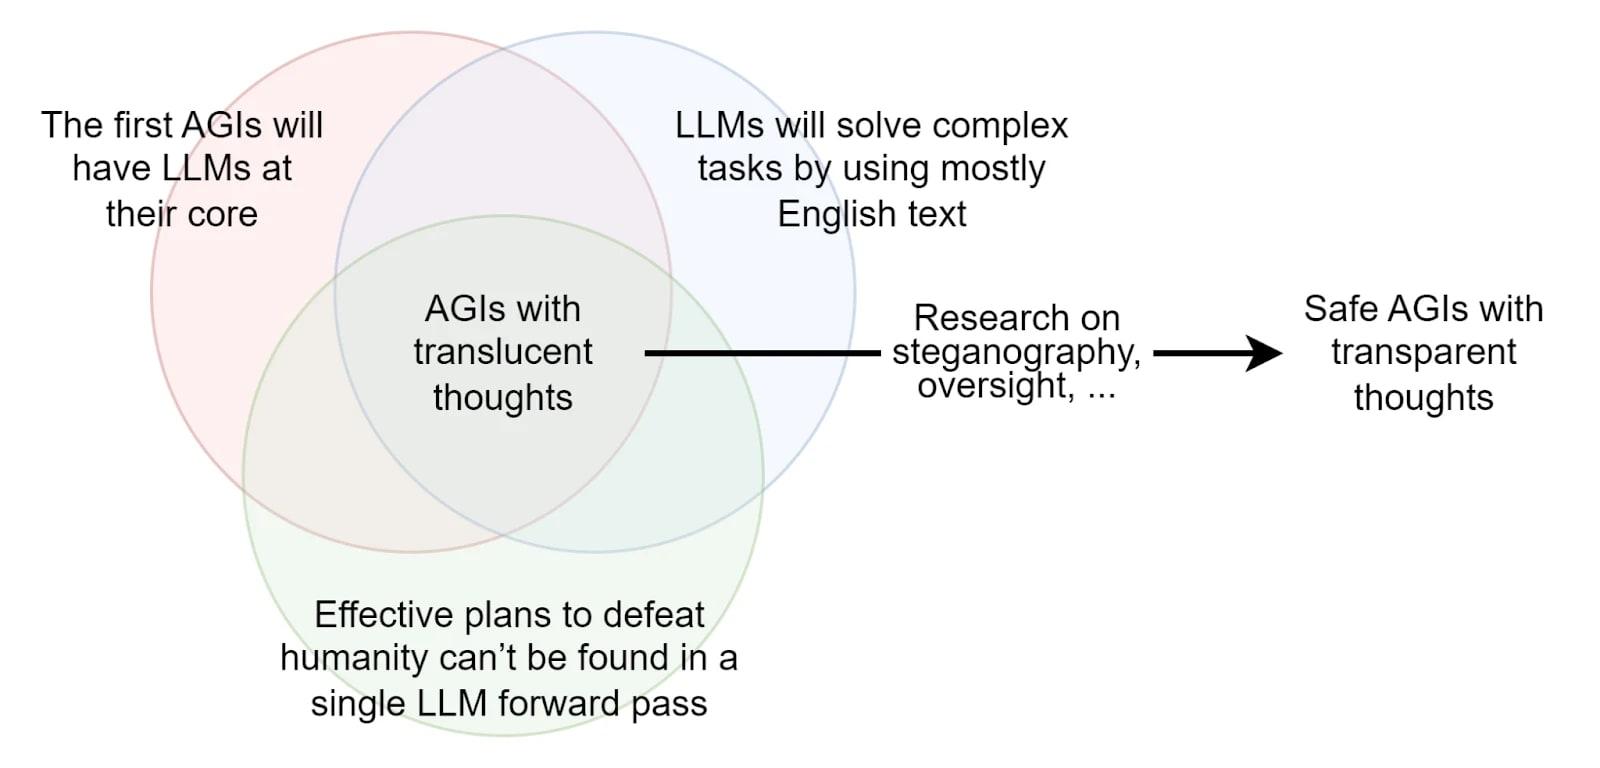 The first AGIs will
have LLMs at
their core
LLMs will solve complex
tasks by using mostly
English text
AGIs with
translucent
thoughts
Research on
steganography,
oversight, ...
Safe AGIs with
transparent
thoughts
Effective plans to defeat
humanity can’t be found in a
single LLM forward pass